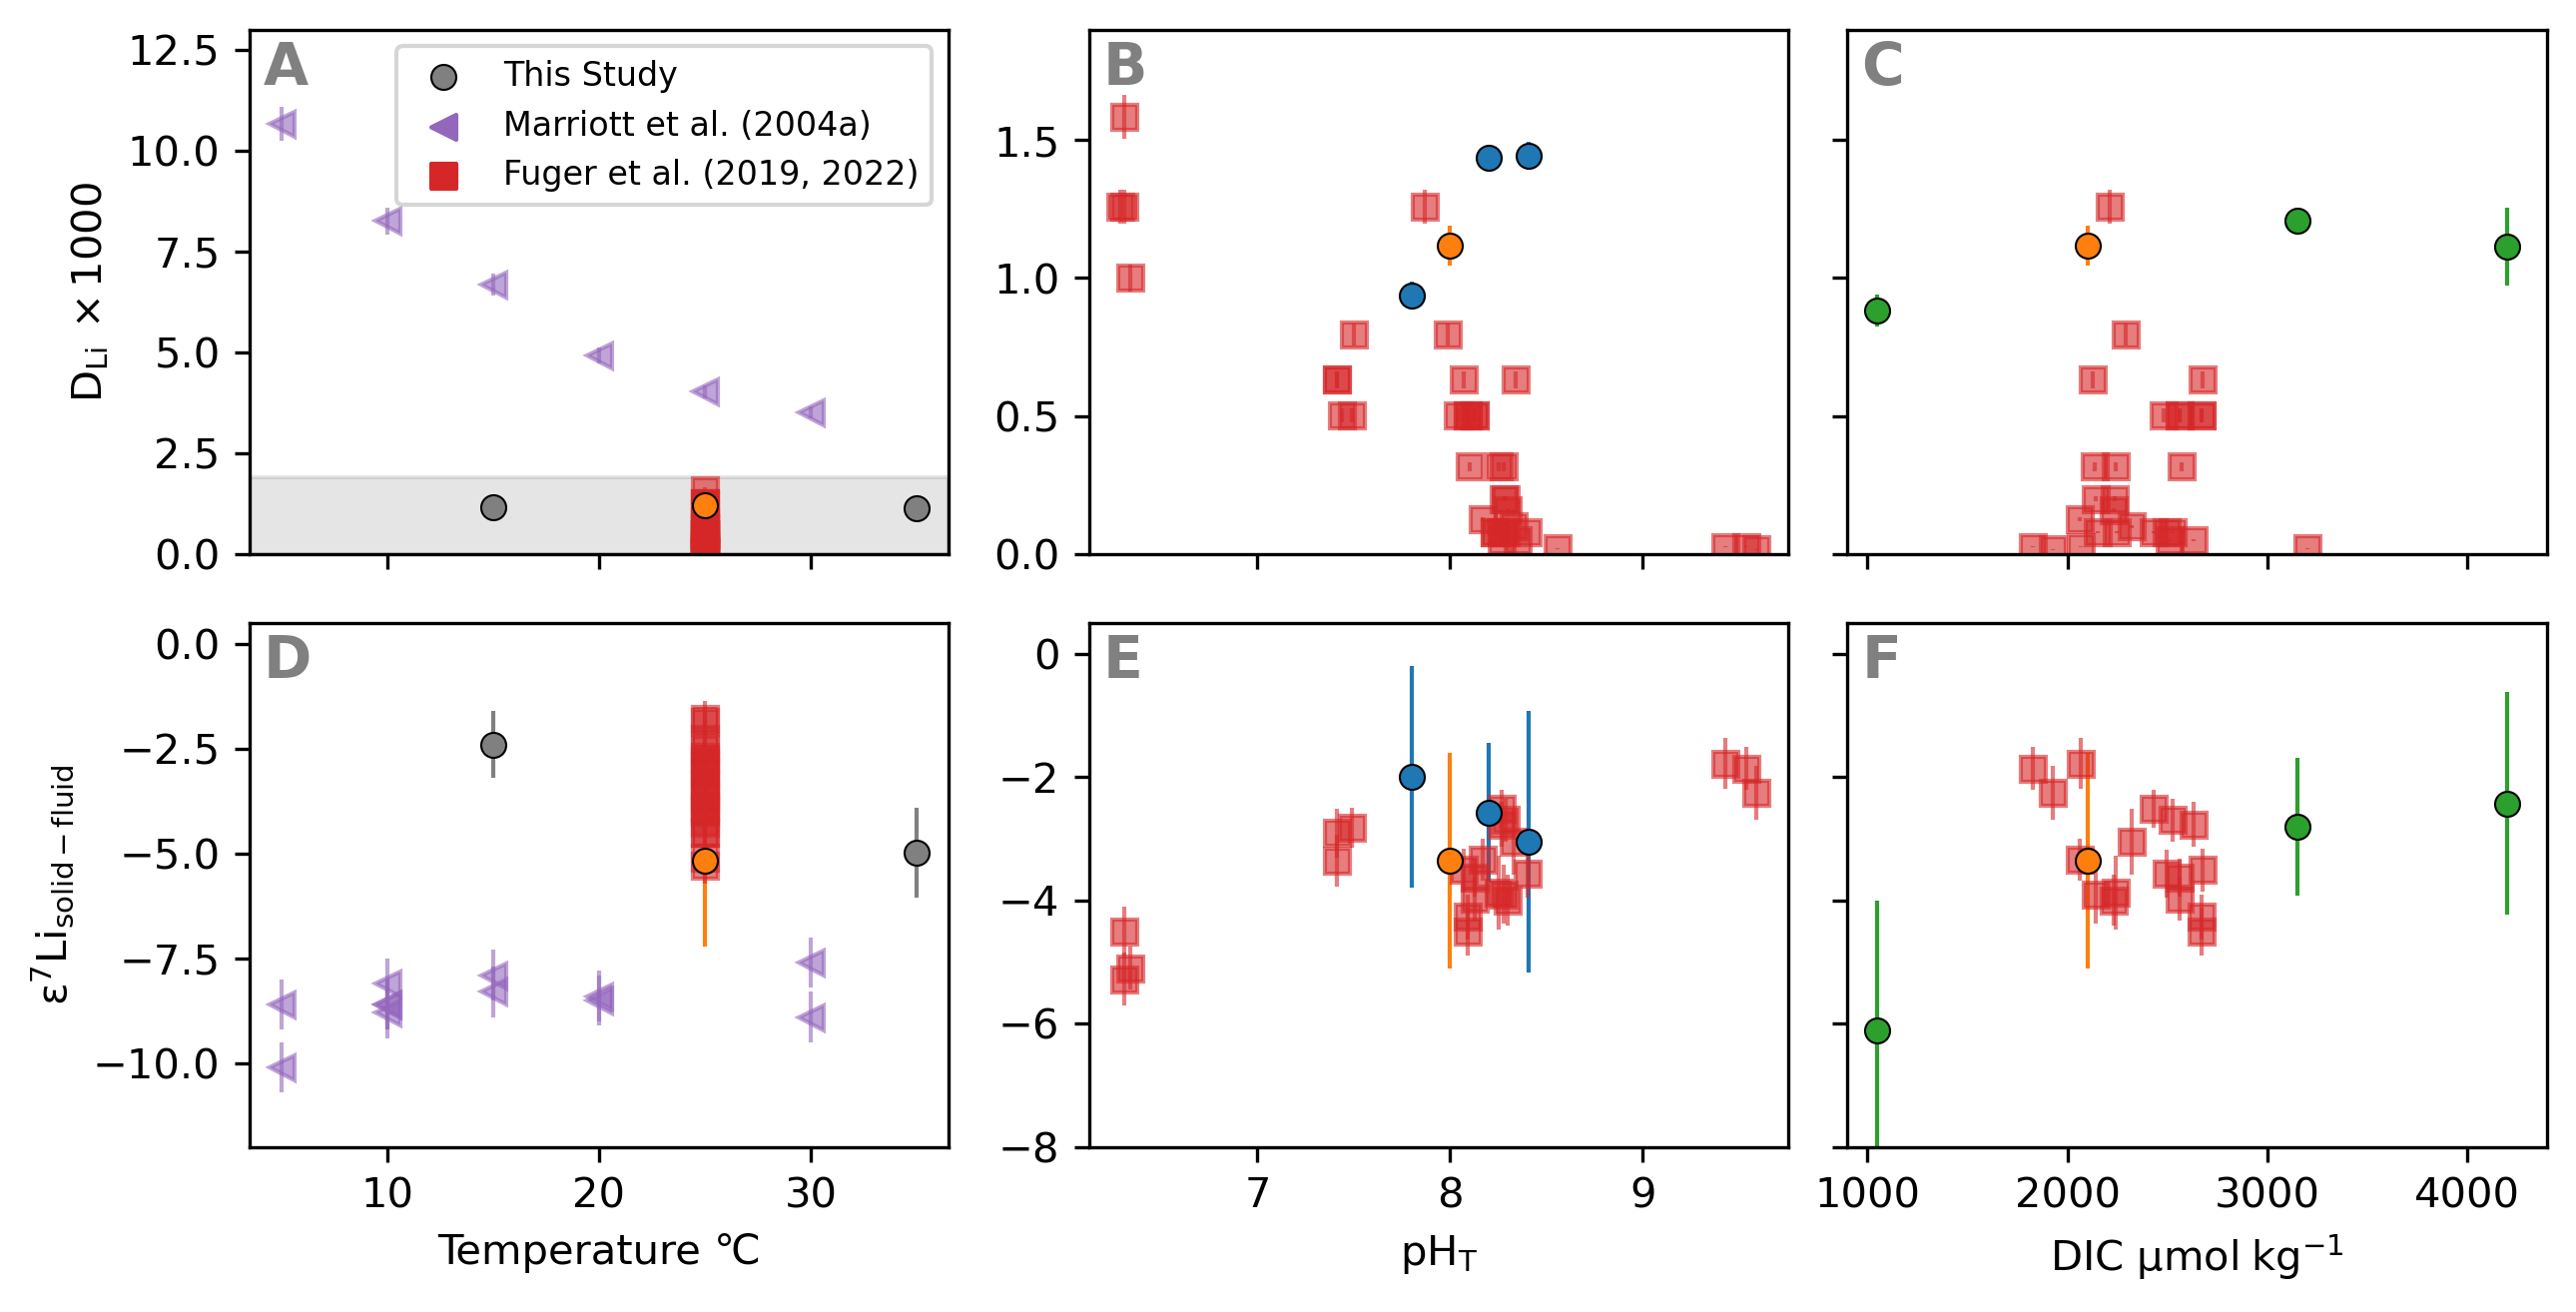 A
This Study
Marriott et al. (2004a)
Fuger et al. (2019, 2022)
12.5
10.0
7.5
5.0
2.5
0.0
D_Li × 1000
B
1.5
1.0
0.5
0.0
C
D
0.0
−2.5
−5.0
−7.5
−10.0
ε⁷Li_solid−fluid
10 20 30
Temperature °C
E
0
−2
−4
−6
−8
7 8 9
pH_T
F
1000 2000 3000 4000
DIC µmol kg⁻¹